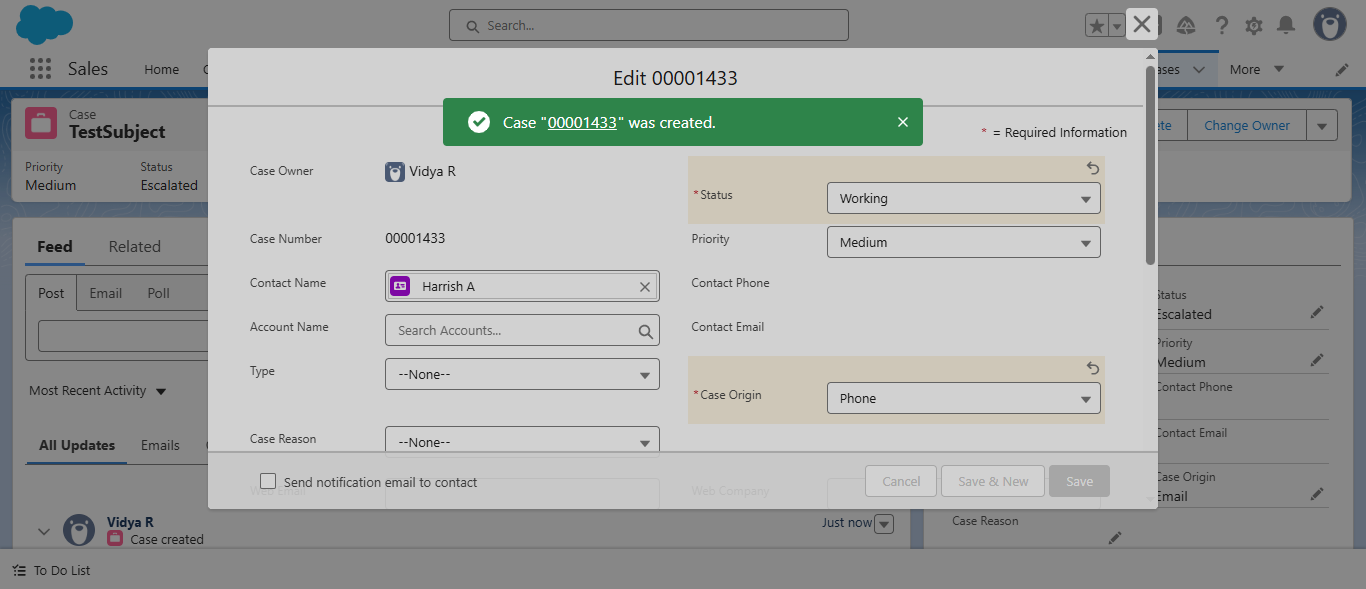 Search...
Sales
Home
ases
More
Case
TestSubject
Priority
Medium
Status
Escalated
te
Change Owner
Edit 00001433
Case "00001433" was created.
* = Required Information
Case Owner
Vidya R
*Status
Working
Case Number
00001433
Priority
Medium
Contact Name
Harrish A
Contact Phone
Account Name
Search Accounts...
Contact Email
Type
--None--
*Case Origin
Phone
Case Reason
--None--
Web Email
Web Company
Send notification email to contact
Cancel
Save & New
Save
Feed
Related
Post
Email
Poll
Most Recent Activity
All Updates
Emails
Vidya R
Case created
Just now
Status
Escalated
Priority
Medium
Contact Phone
Contact Email
Case Origin
Email
Case Reason
To Do List